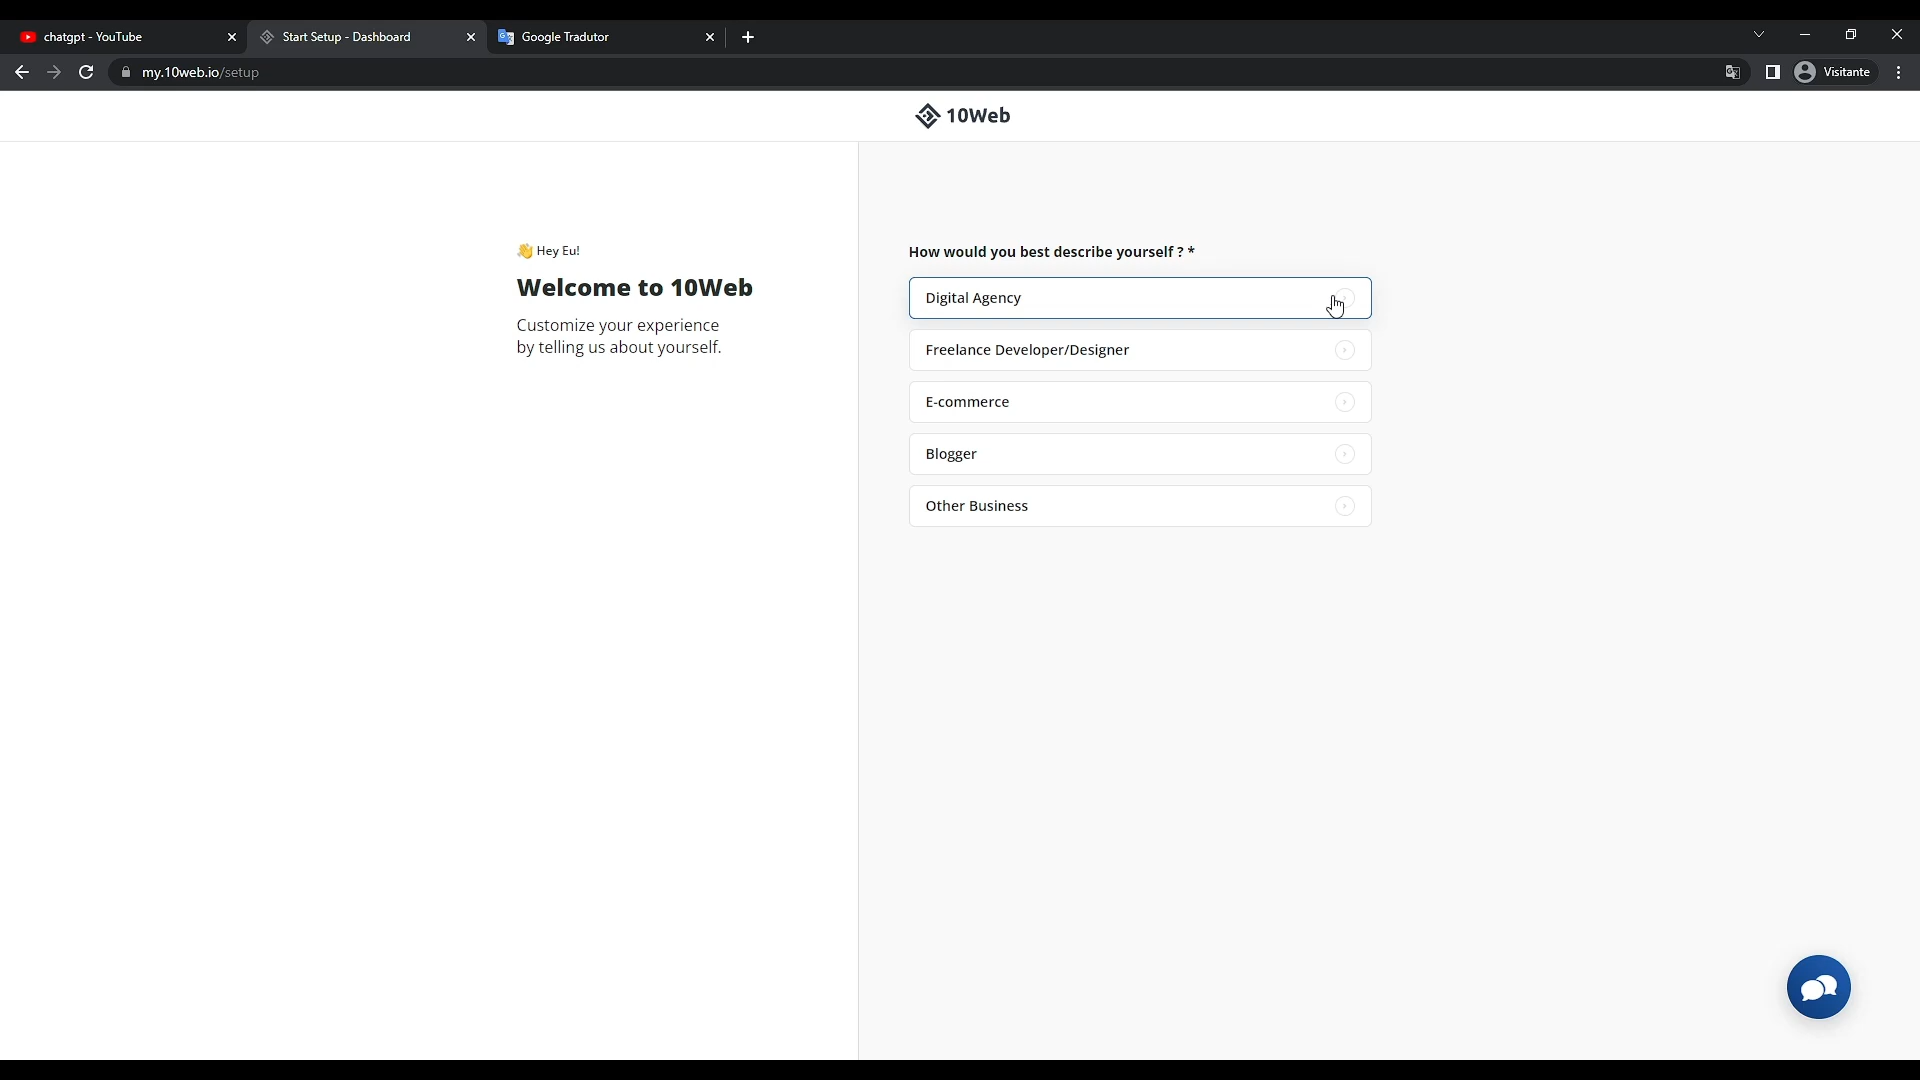 chatgpt - YouTube
Start Setup - Dashboard
Google Tradutor
my.10web.io/setup
Visitante
10Web
👋 Hey Eu!
Welcome to 10Web
Customize your experience
by telling us about yourself.
How would you best describe yourself ? *
Digital Agency
Freelance Developer/Designer
E-commerce
Blogger
Other Business